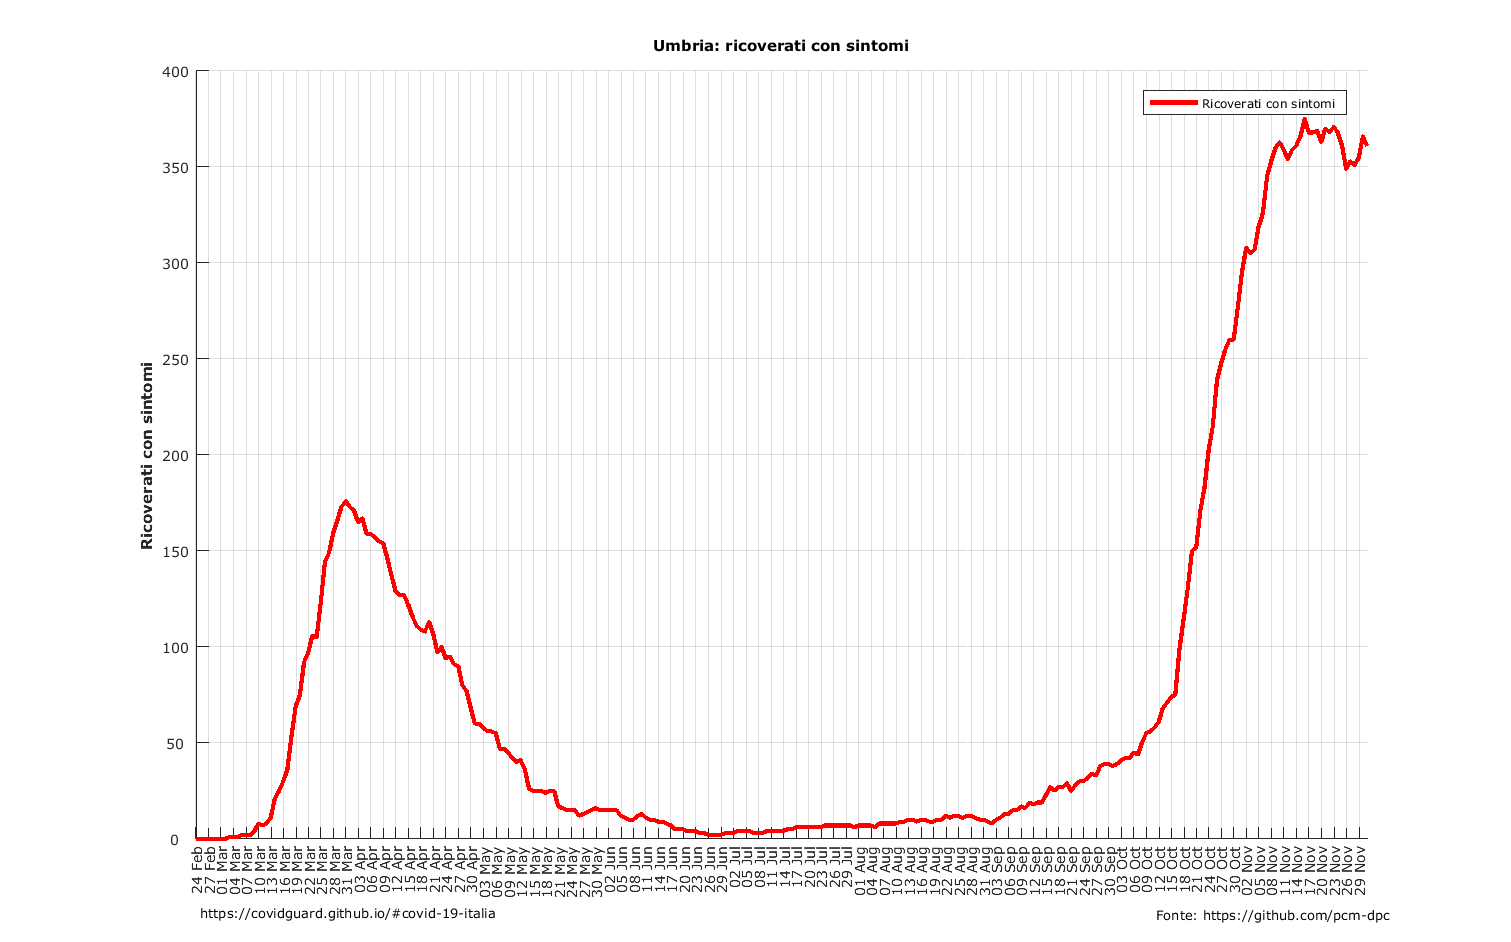 Umbria: ricoverati con sintomi
Ricoverati con sintomi
Ricoverati con sintomi
400
350
300
250
200
150
100
50
0
24 Feb
27 Feb
01 Mar
04 Mar
07 Mar
10 Mar
13 Mar
16 Mar
19 Mar
22 Mar
25 Mar
28 Mar
31 Mar
03 Apr
06 Apr
09 Apr
12 Apr
15 Apr
18 Apr
21 Apr
24 Apr
27 Apr
30 Apr
03 May
06 May
09 May
12 May
15 May
18 May
21 May
24 May
27 May
30 May
02 Jun
05 Jun
08 Jun
11 Jun
14 Jun
17 Jun
20 Jun
23 Jun
26 Jun
29 Jun
02 Jul
05 Jul
08 Jul
11 Jul
14 Jul
17 Jul
20 Jul
23 Jul
26 Jul
29 Jul
01 Aug
04 Aug
07 Aug
10 Aug
13 Aug
16 Aug
19 Aug
22 Aug
25 Aug
28 Aug
31 Aug
03 Sep
06 Sep
09 Sep
12 Sep
15 Sep
18 Sep
21 Sep
24 Sep
27 Sep
30 Sep
03 Oct
06 Oct
09 Oct
12 Oct
15 Oct
18 Oct
21 Oct
24 Oct
27 Oct
30 Oct
02 Nov
05 Nov
08 Nov
11 Nov
14 Nov
17 Nov
20 Nov
23 Nov
26 Nov
29 Nov
https://covidguard.github.io/#covid-19-italia
Fonte: https://github.com/pcm-dpc